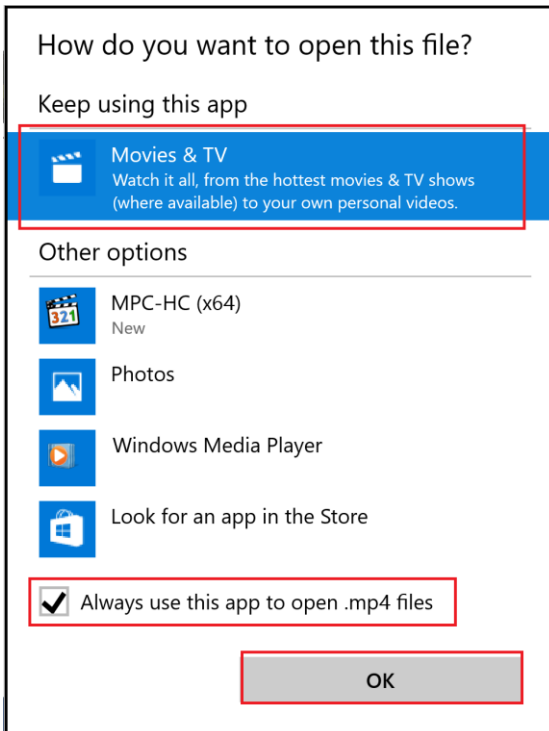 How do you want to open this file?
Keep using this app
Movies & TV
Watch it all, from the hottest movies & TV shows
(where available) to your own personal videos.
Other options
321
MPC-HC (x64)
New
Photos
Windows Media Player
Look for an app in the Store
Always use this app to open .mp4 files
OK